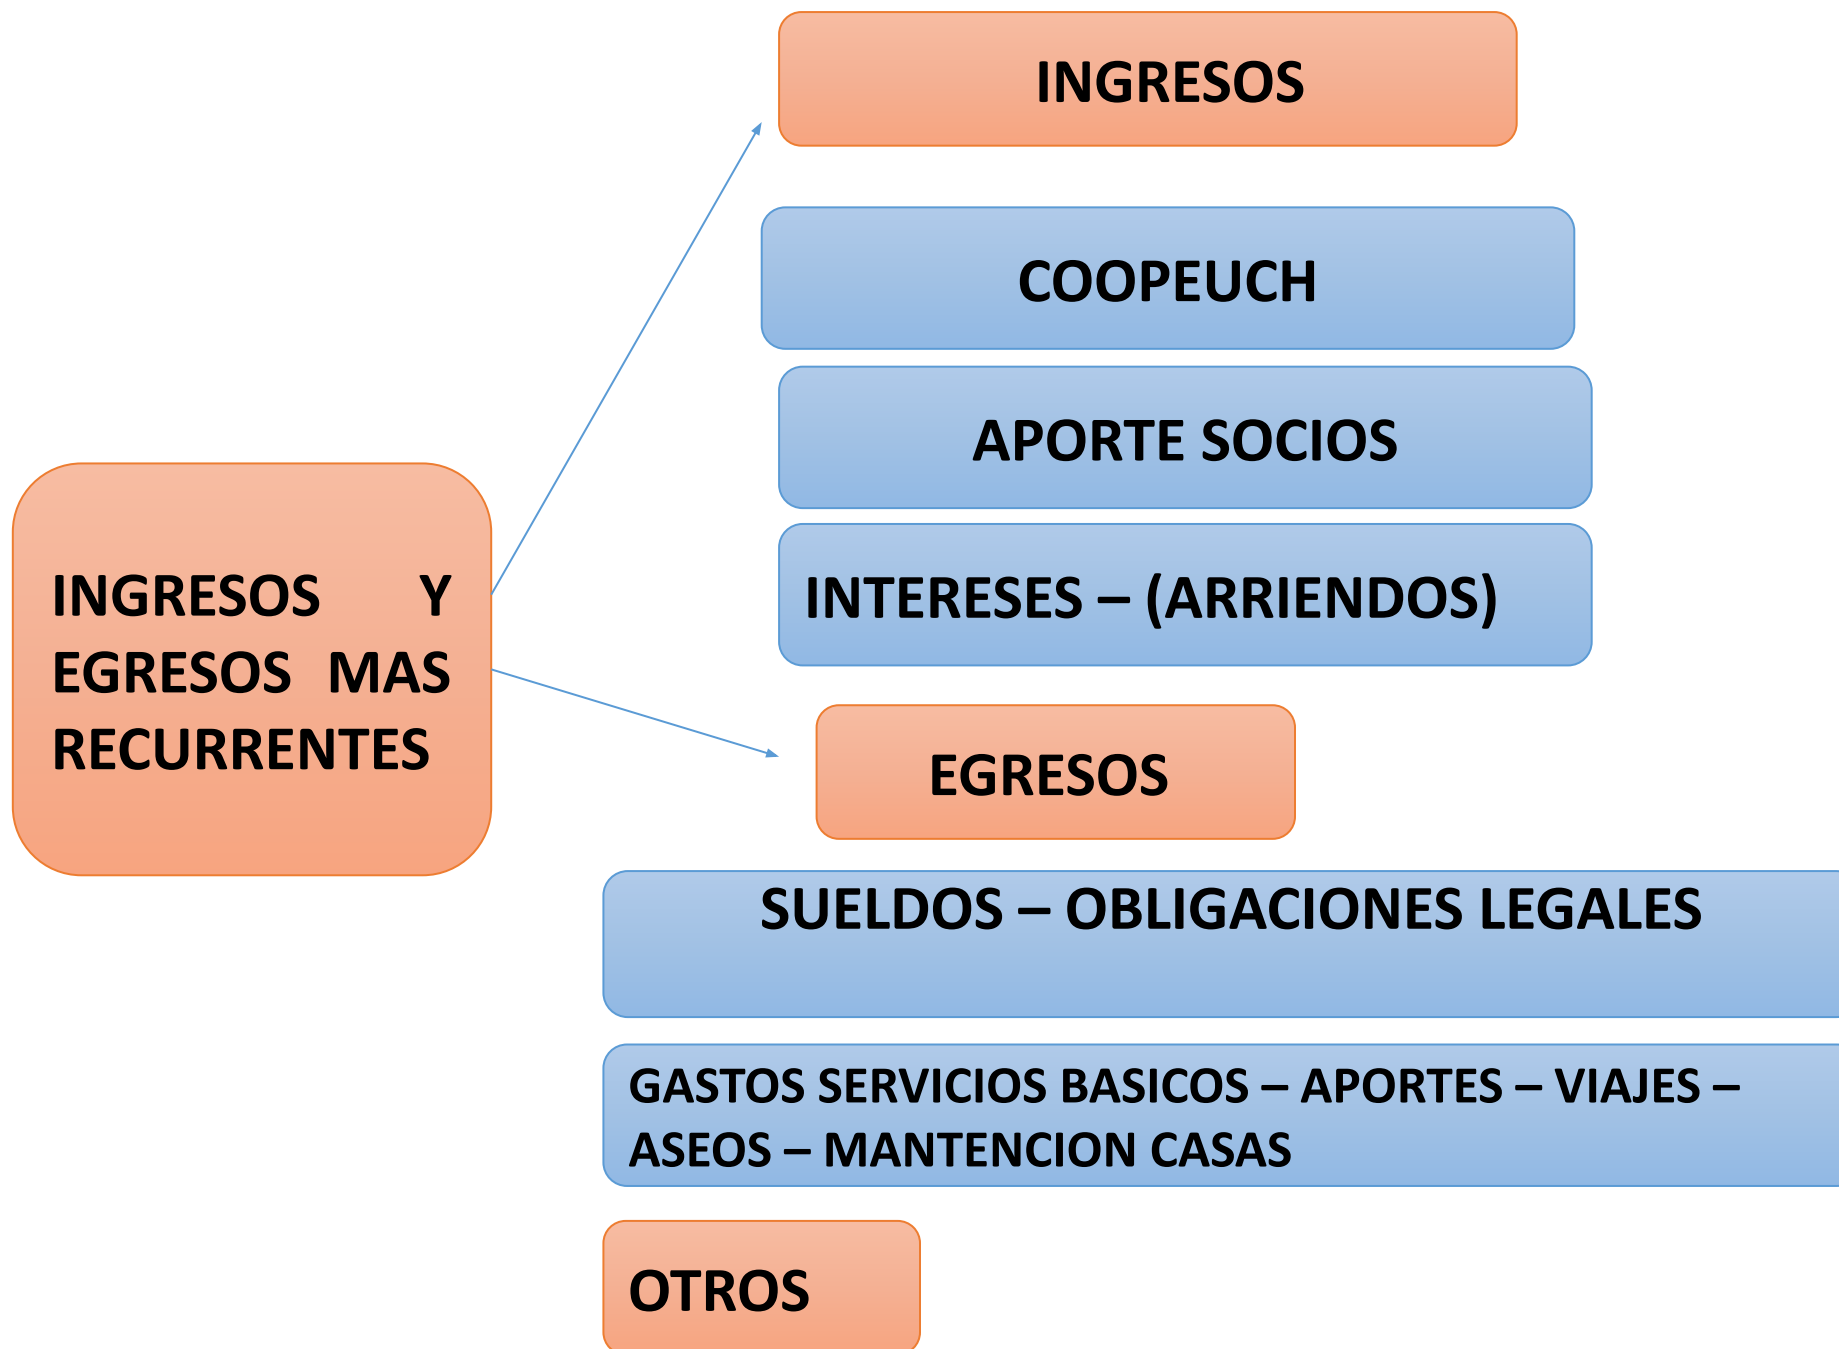 INGRESOS Y
EGRESOS MAS
RECURRENTES
INGRESOS
COOPEUCH
APORTE SOCIOS
INTERESES – (ARRIENDOS)
EGRESOS
SUELDOS – OBLIGACIONES LEGALES
GASTOS SERVICIOS BASICOS – APORTES – VIAJES –
ASEOS – MANTENCION CASAS
OTROS